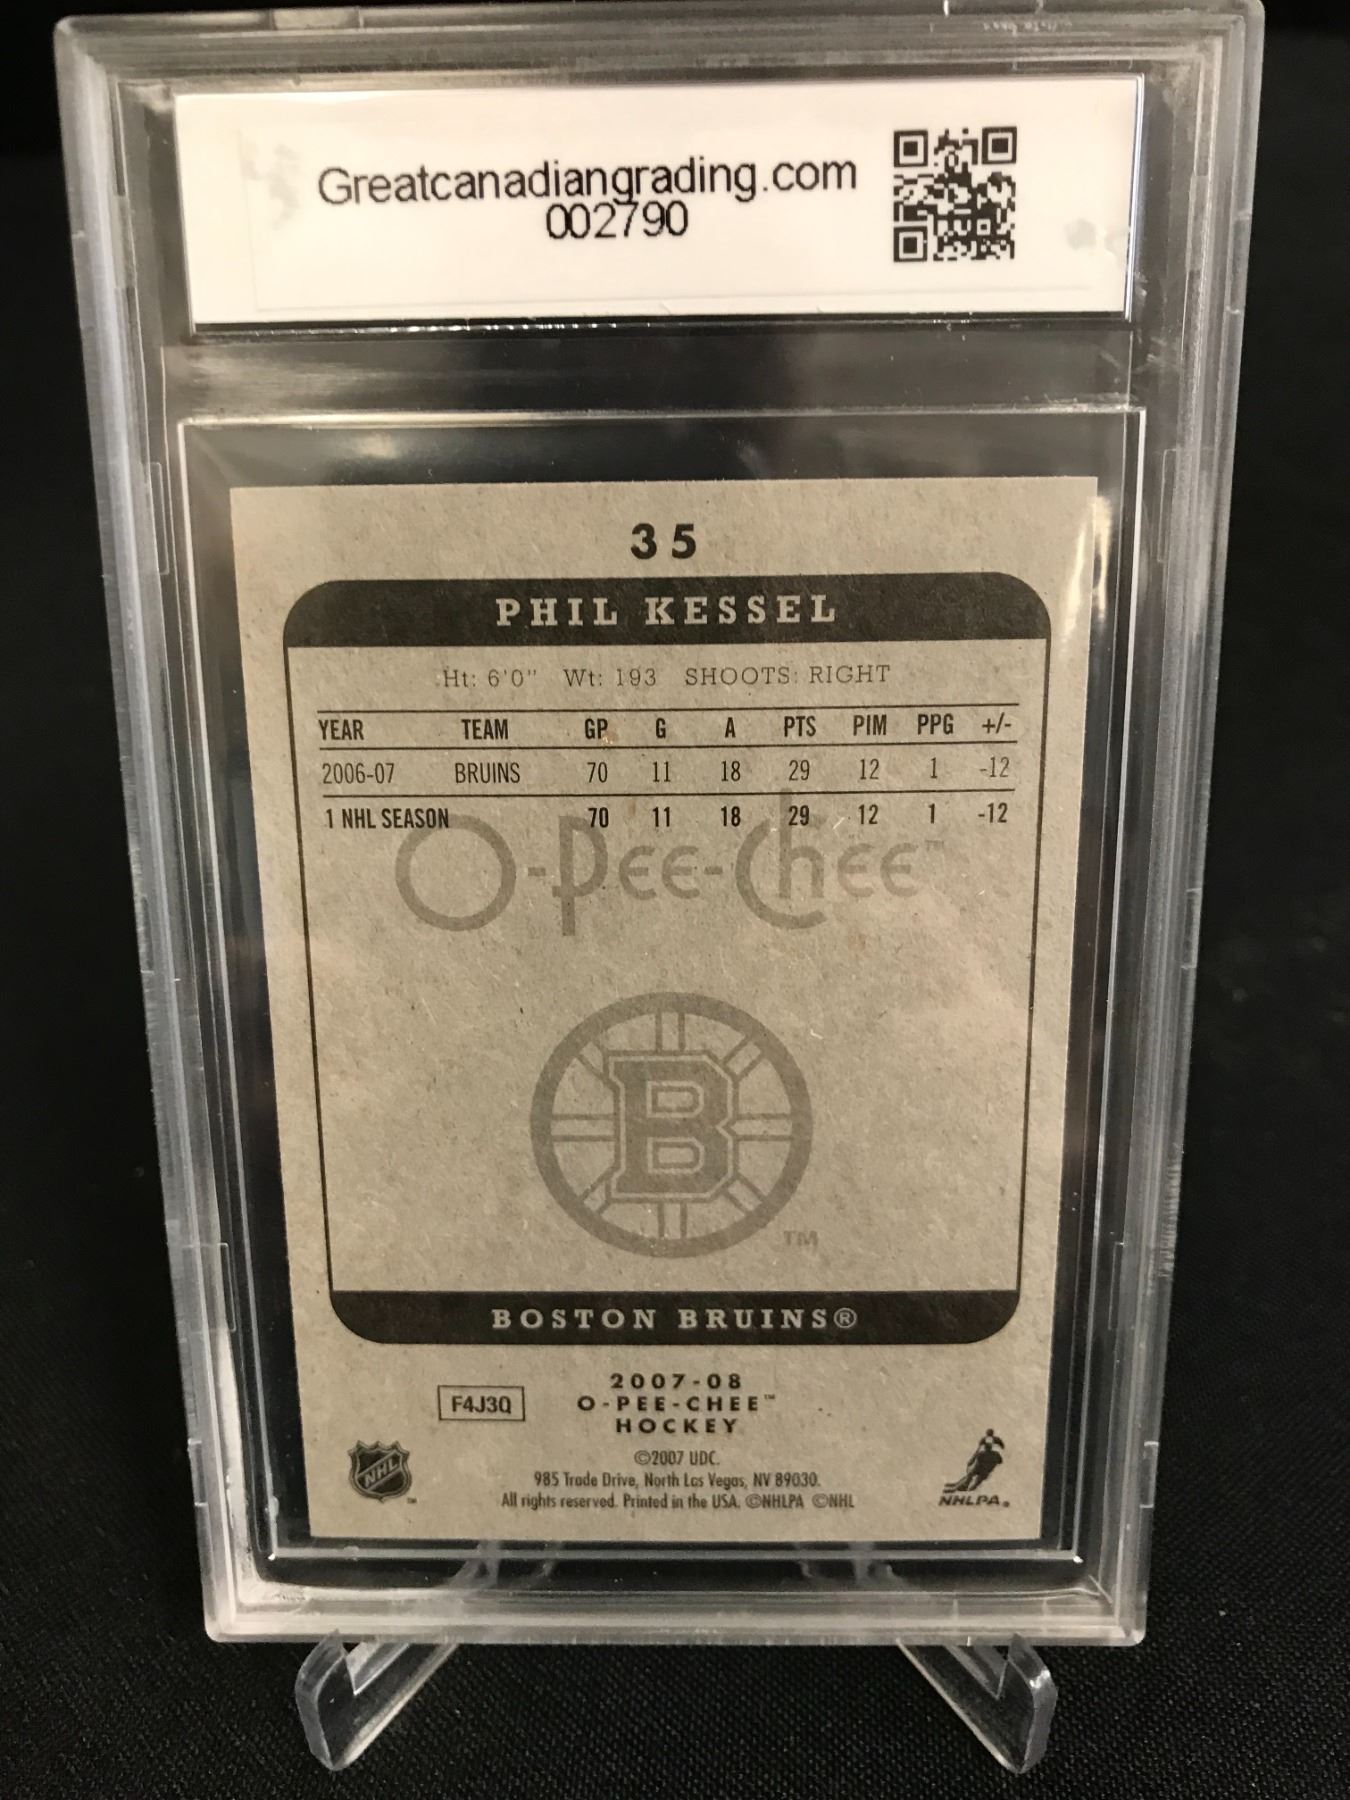 Greatcanadiangrading.com
002790
35
PHIL KESSEL
Ht: 6'0" Wt: 193 SHOOTS: RIGHT
YEAR TEAM GP G A PTS PIM PPG +/-
2006-07 BRUINS 70 11 18 29 12 1 -12
1 NHL SEASON 70 11 18 29 12 1 -12
O-Pee-Chee™
B
TM
BOSTON BRUINS®
2007-08
F4J3Q O-PEE-CHEE™
HOCKEY
©2007 UDC.
985 Trade Drive, North Las Vegas, NV 89030.
All rights reserved. Printed in the USA. ©NHLPA ©NHL
NHL
NHLPA®